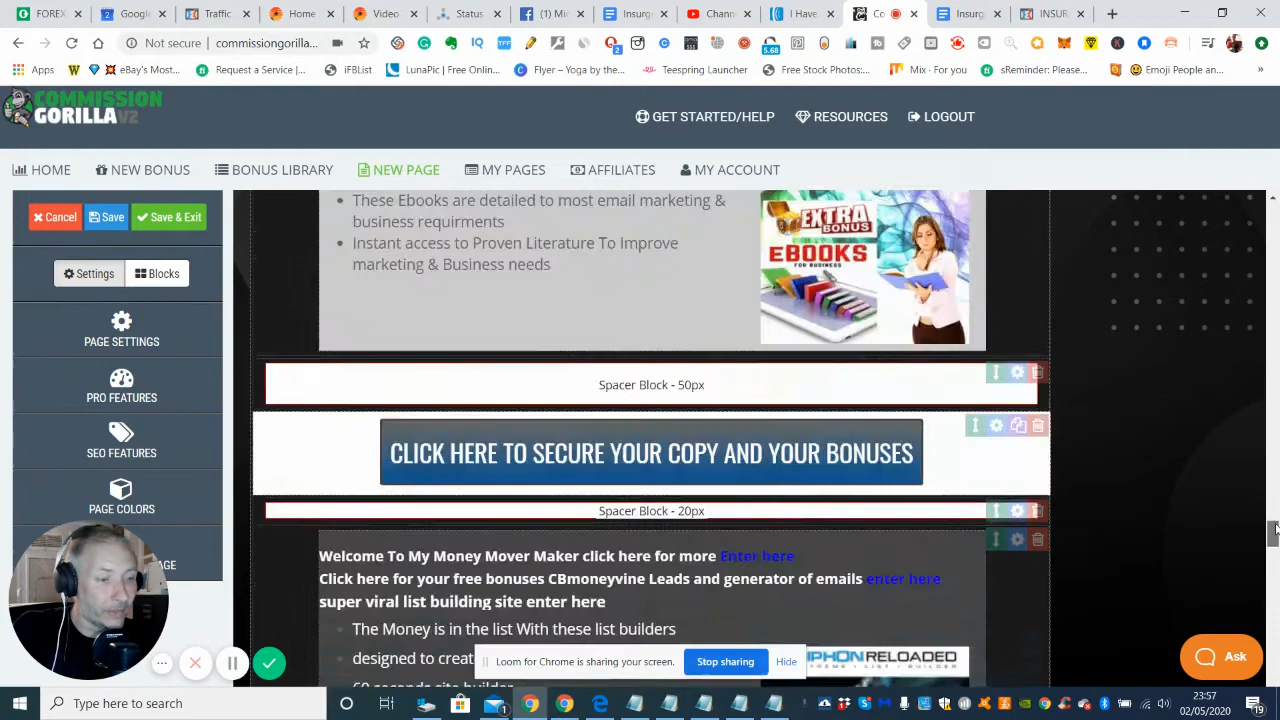 FOREX
Google
Traffic
Home
Video
Status
(1) Mi
Insurg
Chann
I Have
Co
Insurg
INSUR
Not secure | commissiongorilla...
Apps
eBay's Most...
Request a Service |...
iFBList
LunaPic | Free Onlin...
Flyer – Yoga by the...
Teespring Launcher
Free Stock Photos:...
Mix · For you
sReminder: Please...
Emoji People and...
COMMISSION
GORILLA V2
GET STARTED/HELP
RESOURCES
LOGOUT
HOME
NEW BONUS
BONUS LIBRARY
NEW PAGE
MY PAGES
AFFILIATES
MY ACCOUNT
Cancel
Save
Save & Exit
Settings
Blocks
PAGE SETTINGS
PRO FEATURES
SEO FEATURES
PAGE COLORS
AGE
These Ebooks are detailed to most email marketing &
business requirments
Instant access to Proven Literature To Improve
marketing & Business needs
EXTRA
BONUS
EBOOKS
FOR BUSINESS
Spacer Block - 50px
CLICK HERE TO SECURE YOUR COPY AND YOUR BONUSES
Spacer Block - 20px
Welcome To My Money Mover Maker click here for more Enter here
Click here for your free bonuses CBmoneyvine Leads and generator of emails enter here
super viral list building site enter here
The Money is in the list With these list builders
designed to creat
60 seconds site builder
IPHON RELOADED
Loom for Chrome is sharing your screen.
Stop sharing
Hide
Ask
Type here to search
23:57
02/05/2020